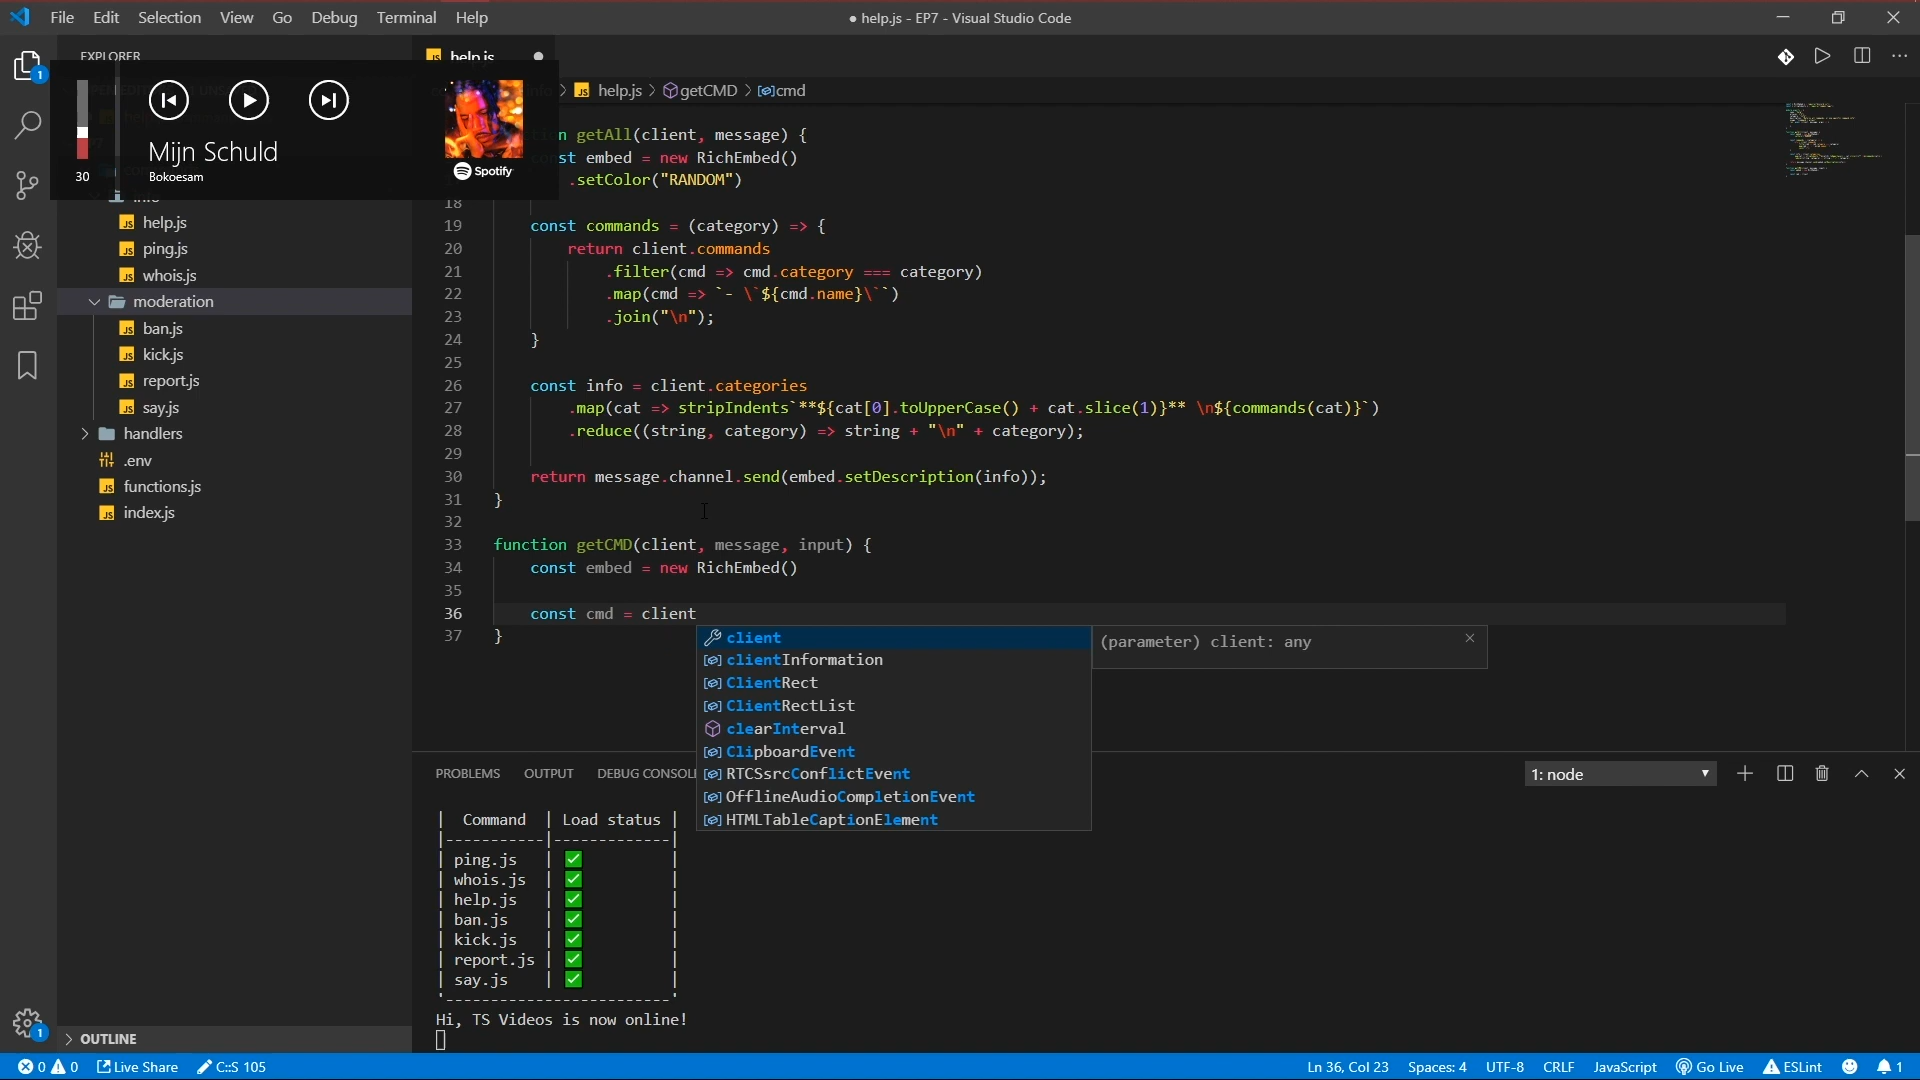 File Edit Selection View Go Debug Terminal Help
● help.js - EP7 - Visual Studio Code
EXPLORER
help.js
1
30
Mijn Schuld
Bokoesam
Spotify
help.js > getCMD > cmd
help.js
ping.js
whois.js
moderation
ban.js
kick.js
report.js
say.js
handlers
.env
functions.js
index.js
OUTLINE
n getAll(client, message) {
st embed = new RichEmbed()
.setColor("RANDOM")
18
19 const commands = (category) => {
20 return client.commands
21 .filter(cmd => cmd.category === category)
22 .map(cmd => `- \`${cmd.name}\``)
23 .join("\n");
24 }
25
26 const info = client.categories
27 .map(cat => stripIndents`**${cat[0].toUpperCase() + cat.slice(1)}** \n${commands(cat)}`)
28 .reduce((string, category) => string + "\n" + category);
29
30 return message.channel.send(embed.setDescription(info));
31 }
32
33 function getCMD(client, message, input) {
34 const embed = new RichEmbed()
35
36 const cmd = client
37 }
client
clientInformation
ClientRect
ClientRectList
clearInterval
ClipboardEvent
RTCSsrcConflictEvent
OfflineAudioCompletionEvent
HTMLTableCaptionElement
(parameter) client: any
PROBLEMS OUTPUT DEBUG CONSOL
1: node
| Command | Load status |
|-----------|-------------|
| ping.js | ✅ |
| whois.js | ✅ |
| help.js | ✅ |
| ban.js | ✅ |
| kick.js | ✅ |
| report.js | ✅ |
| say.js | ✅ |
'-------------------------'
Hi, TS Videos is now online!
1
0 0 Live Share C::S 105
Ln 36, Col 23 Spaces: 4 UTF-8 CRLF JavaScript Go Live ESLint 1